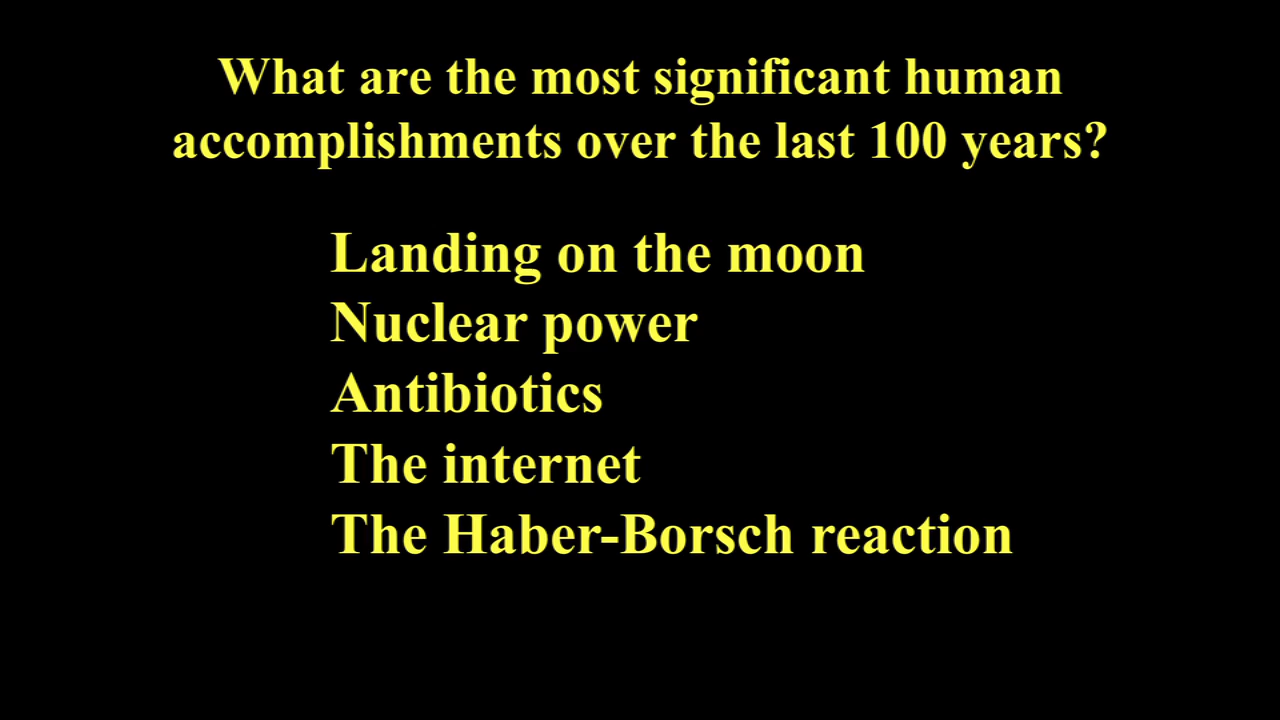 What are the most significant human
accomplishments over the last 100 years?
Landing on the moon
Nuclear power
Antibiotics
The internet
The Haber-Borsch reaction